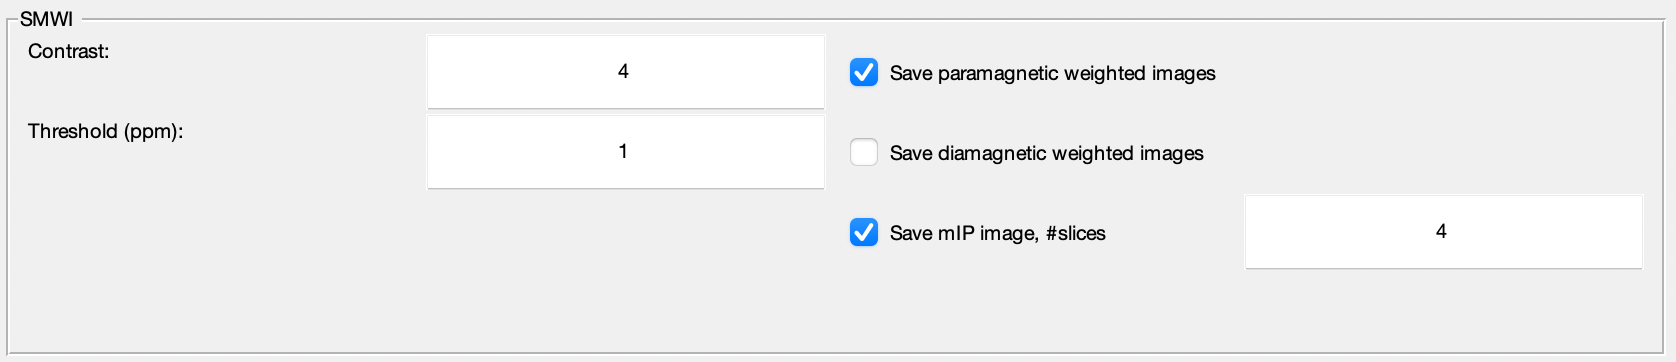 SMWI
Contrast:
4
Save paramagnetic weighted images
Threshold (ppm):
1
Save diamagnetic weighted images
Save mIP image, #slices
4